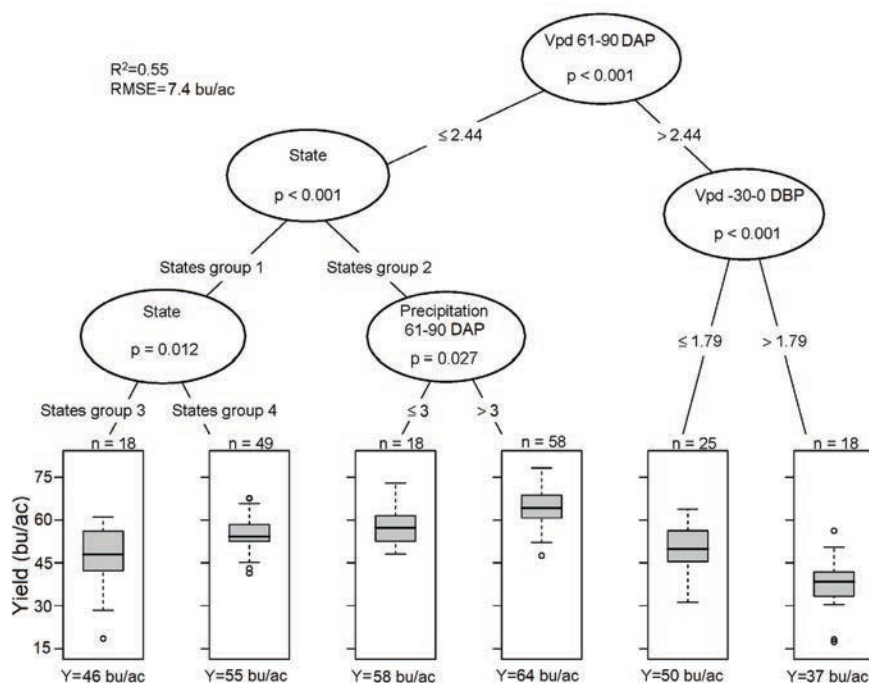 Vpd 61-90 DAP
p < 0.001
R²=0.55
RMSE=7.4 bu/ac
≤ 2.44
> 2.44
State
p < 0.001
Vpd -30-0 DBP
p < 0.001
States group 1
States group 2
State
p = 0.012
Precipitation
61-90 DAP
p = 0.027
≤ 1.79
> 1.79
States group 3
States group 4
≤ 3
> 3
n = 18
n = 49
n = 18
n = 58
n = 25
n = 18
Yield (bu/ac)
75
60
45
30
15
Y=46 bu/ac
Y=55 bu/ac
Y=58 bu/ac
Y=64 bu/ac
Y=50 bu/ac
Y=37 bu/ac